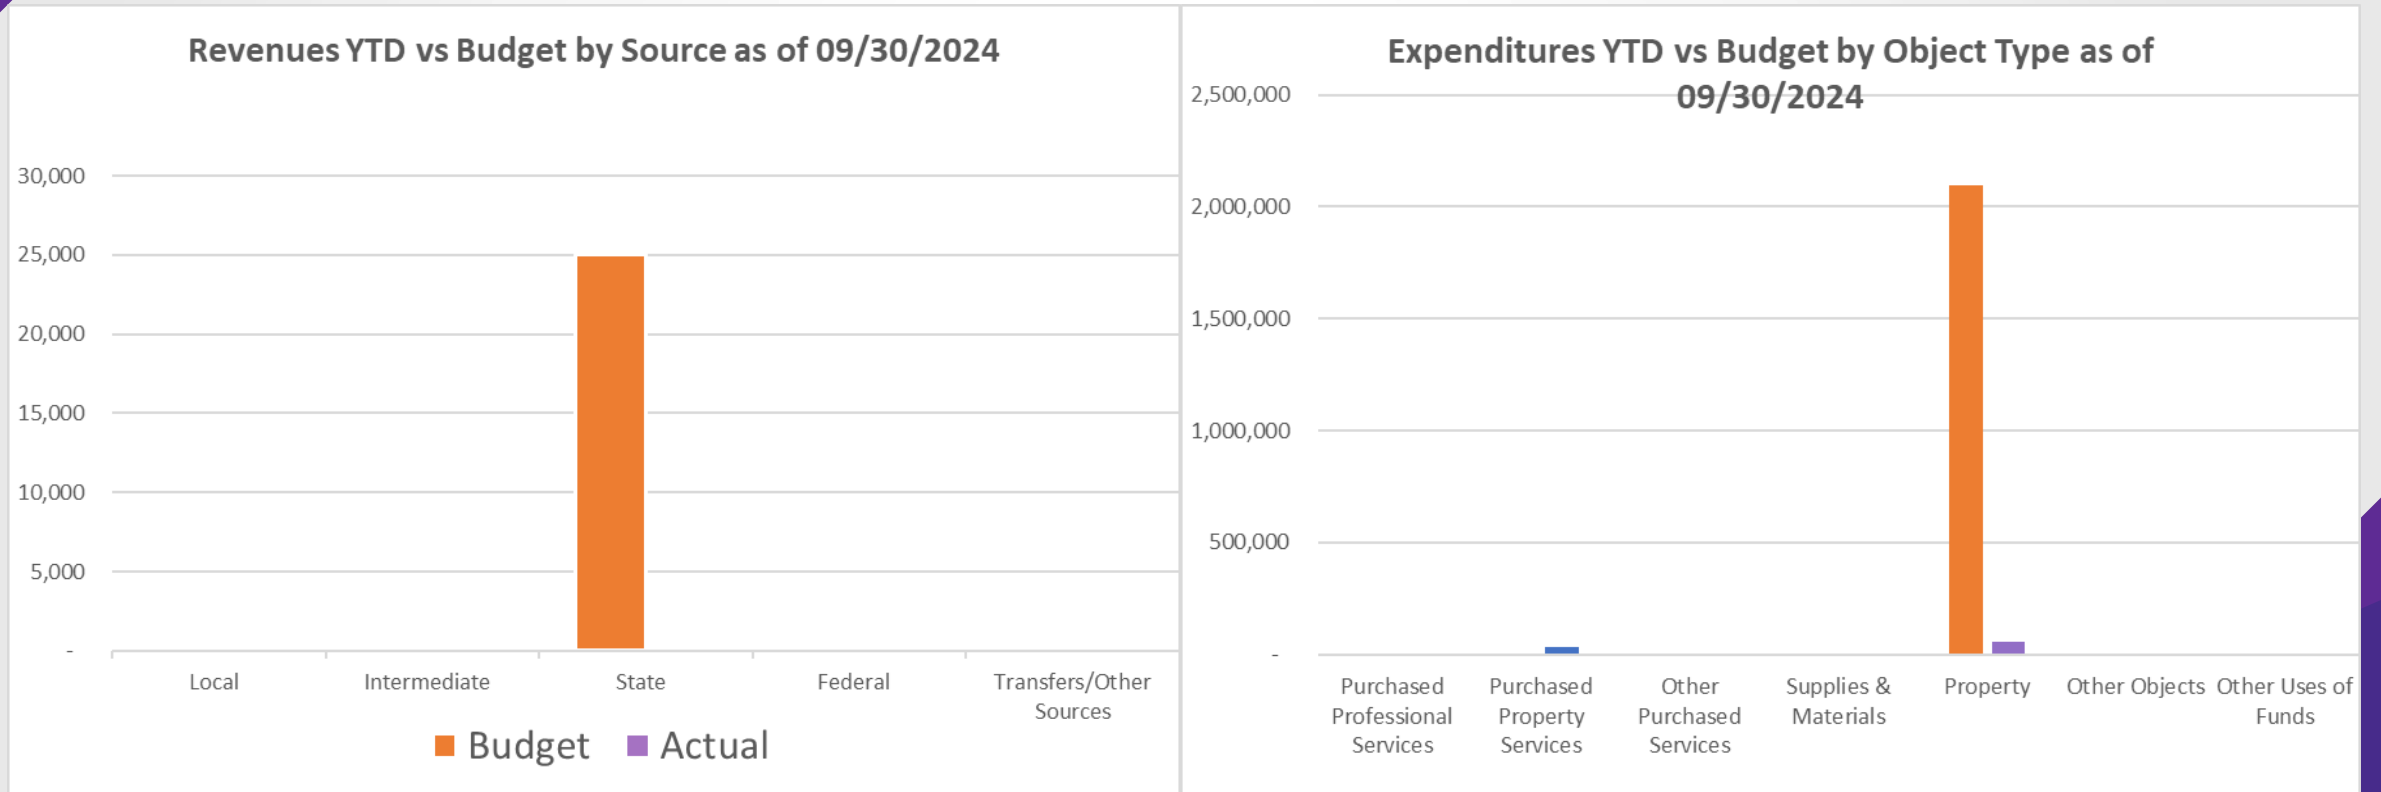 Revenues YTD vs Budget by Source as of 09/30/2024
30,000
25,000
20,000
15,000
10,000
5,000
-
Local
Intermediate
State
Federal
Transfers/Other
Sources
Budget
Actual
Expenditures YTD vs Budget by Object Type as of
09/30/2024
2,500,000
2,000,000
1,500,000
1,000,000
500,000
-
Purchased
Professional
Services
Purchased
Property
Services
Other
Purchased
Services
Supplies &
Materials
Property
Other Objects
Other Uses of
Funds